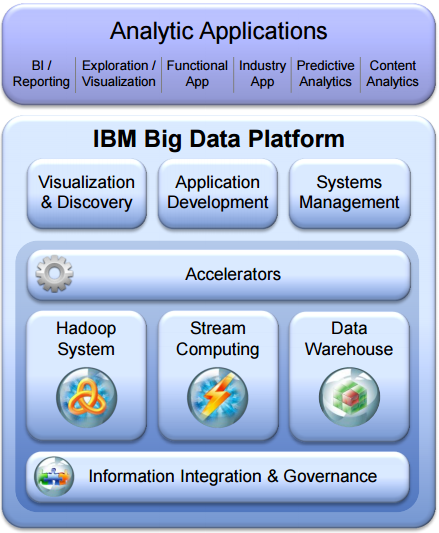 Analytic Applications
BI / Reporting
Exploration / Visualization
Functional App
Industry App
Predictive Analytics
Content Analytics
IBM Big Data Platform
Visualization & Discovery
Application Development
Systems Management
Accelerators
Hadoop System
Stream Computing
Data Warehouse
Information Integration & Governance